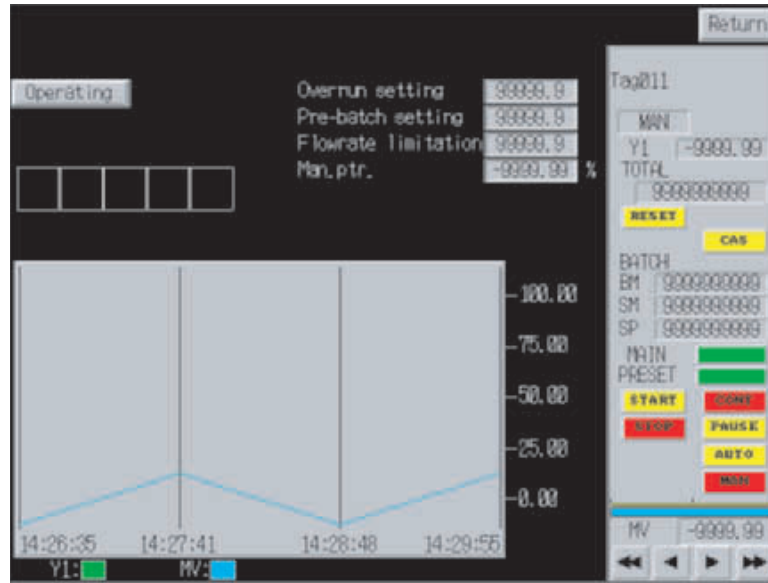 Return
Operating
Overrun setting 99999.9
Pre-batch setting 99999.9
Flowrate limitation 99999.9
Man.ptr. -9999.99 %
100.00
75.00
50.00
25.00
0.00
14:26:35 14:27:41 14:28:48 14:29:55
Y1: MV:
Tag011
MAN
Y1 -9999.99
TOTAL
9999999999
RESET
CAS
BATCH
BM 9999999999
SM 9999999999
SP 9999999999
MAIN
PRESET
START CONT
STOP PAUSE
AUTO
MAN
MV -9999.99